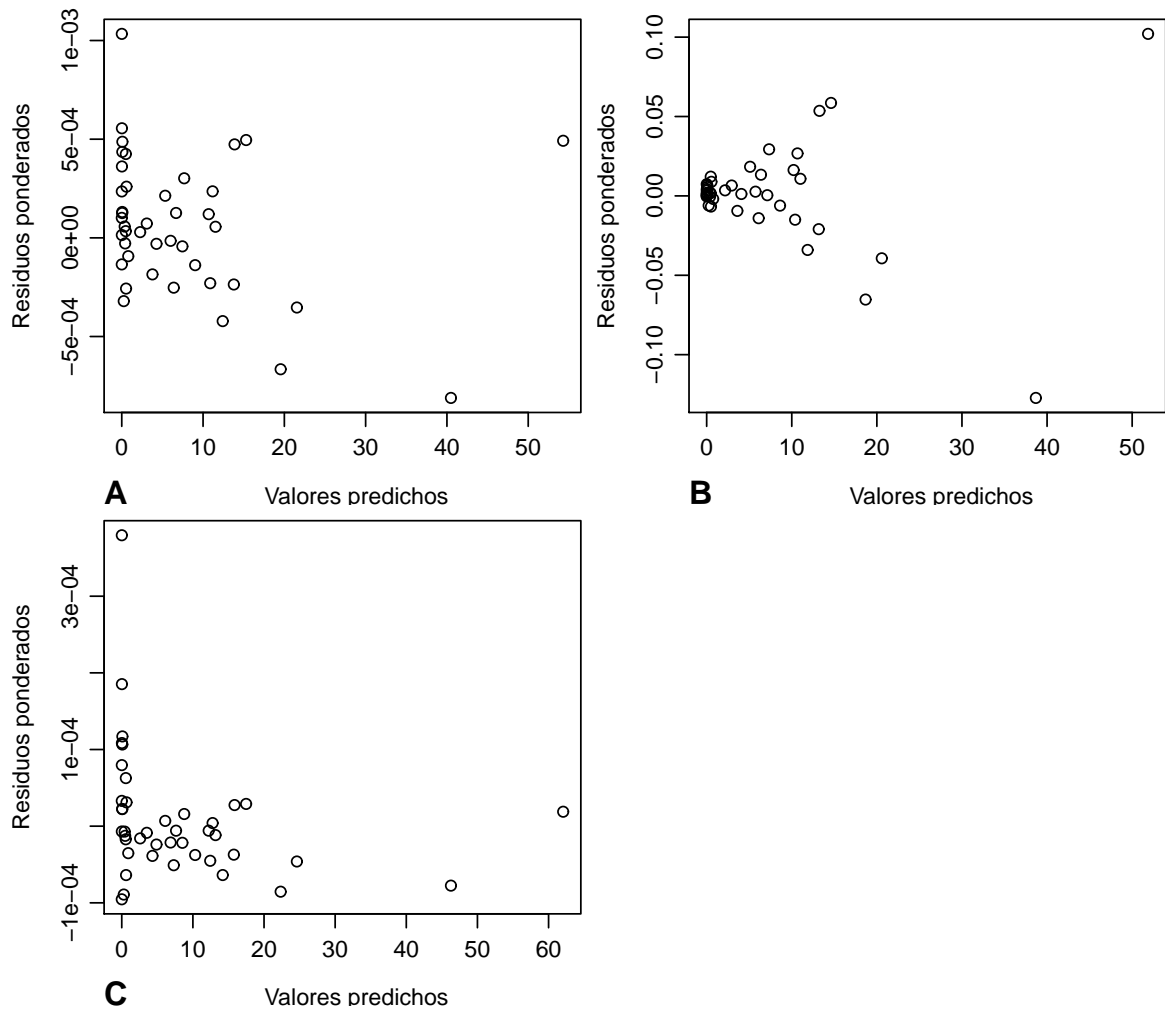 1e−03
5e−04
0e+00
−5e−04
Residuos ponderados
0 10 20 30 40 50
A Valores predichos
0.10
0.05
0.00
−0.05
−0.10
Residuos ponderados
0 10 20 30 40 50
B Valores predichos
3e−04
1e−04
−1e−04
Residuos ponderados
0 10 20 30 40 50 60
C Valores predichos